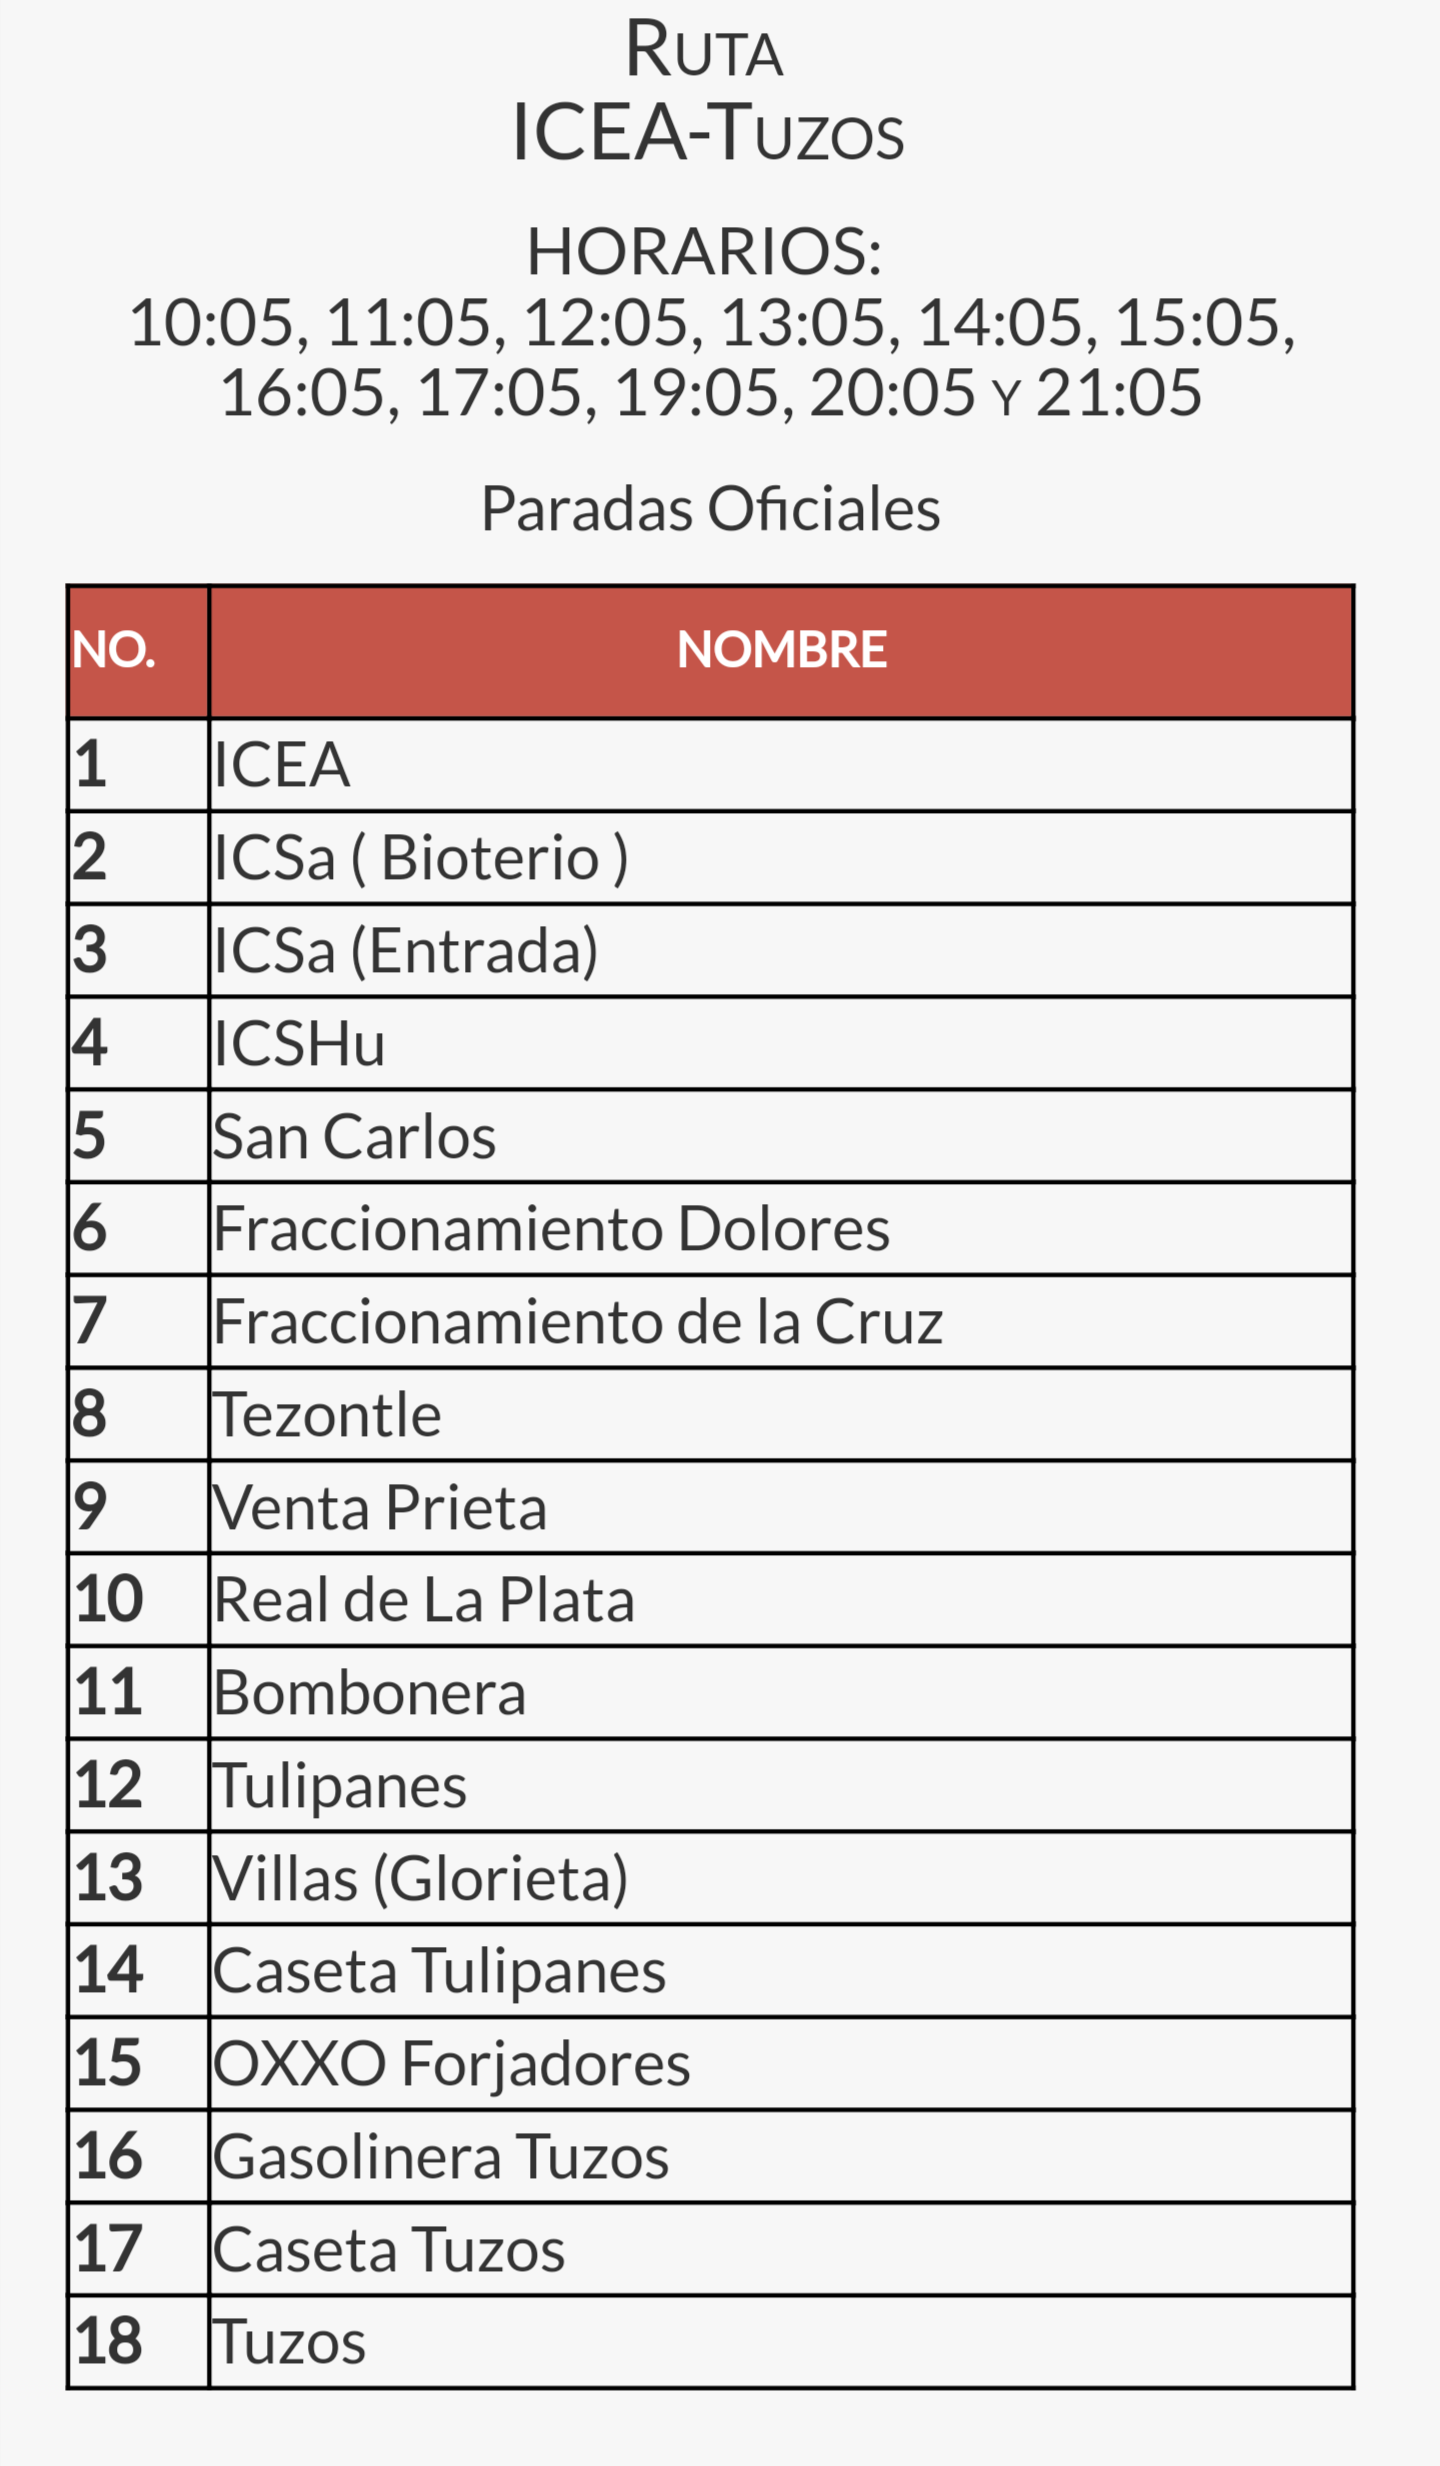 Ruta
ICEA-Tuzos
HORARIOS:
10:05, 11:05, 12:05, 13:05, 14:05, 15:05,
16:05, 17:05, 19:05, 20:05 y 21:05
Paradas Oficiales
NO. NOMBRE
1 ICEA
2 ICSa ( Bioterio )
3 ICSa (Entrada)
4 ICSHu
5 San Carlos
6 Fraccionamiento Dolores
7 Fraccionamiento de la Cruz
8 Tezontle
9 Venta Prieta
10 Real de La Plata
11 Bombonera
12 Tulipanes
13 Villas (Glorieta)
14 Caseta Tulipanes
15 OXXO Forjadores
16 Gasolinera Tuzos
17 Caseta Tuzos
18 Tuzos